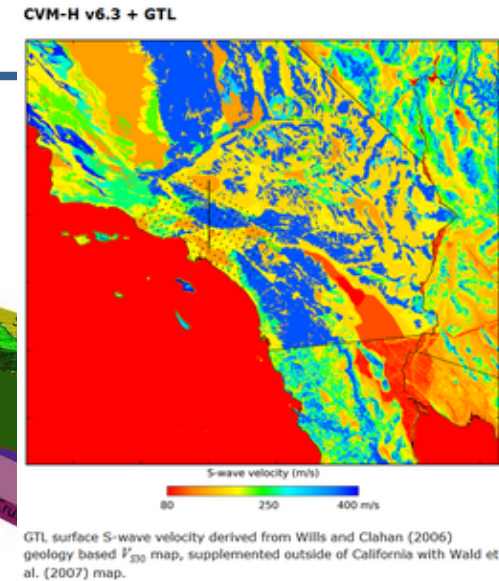 CVM-H v6.3 + GTL
S-wave velocity (m/s)
80 250 400 m/s
GTL surface S-wave velocity derived from Wills and Clahan (2006)
geology based V_S30 map, supplemented outside of California with Wald et
al. (2007) map.